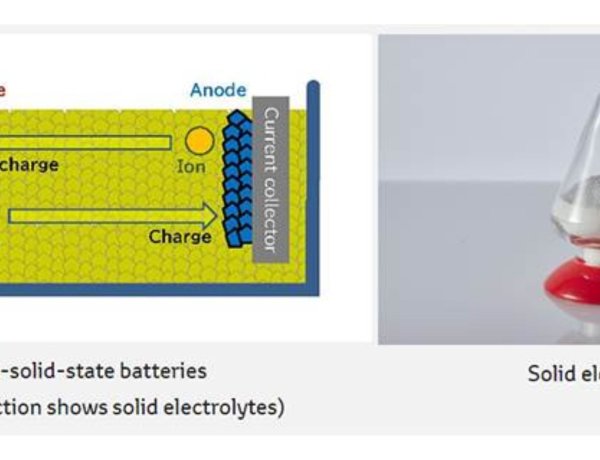 Anode
Ion
charge
Charge
Current collector
-solid-state batteries
ction shows solid electrolytes)
Solid el